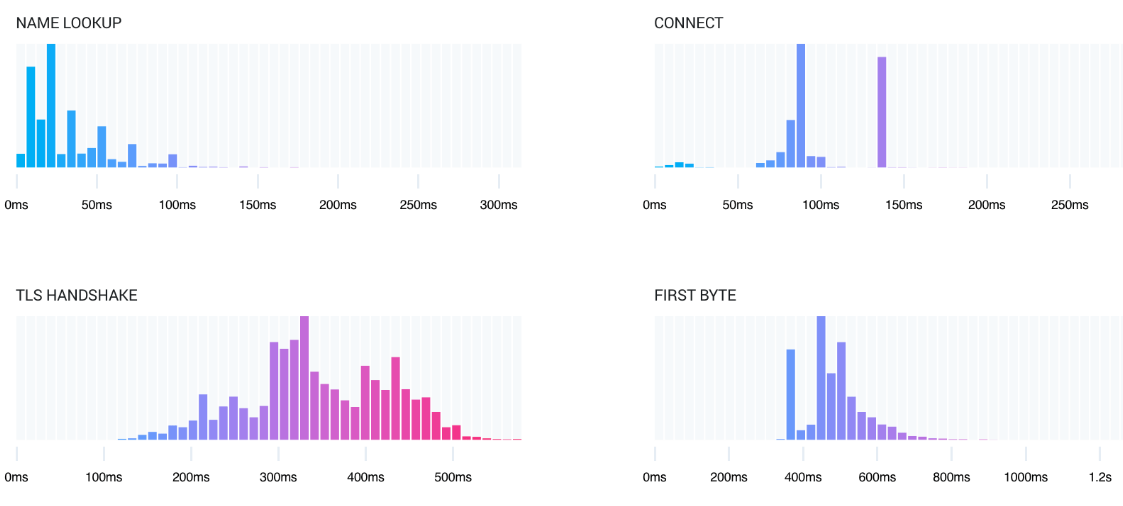 NAME LOOKUP
0ms 50ms 100ms 150ms 200ms 250ms 300ms
CONNECT
0ms 50ms 100ms 150ms 200ms 250ms
TLS HANDSHAKE
0ms 100ms 200ms 300ms 400ms 500ms
FIRST BYTE
0ms 200ms 400ms 600ms 800ms 1000ms 1.2s